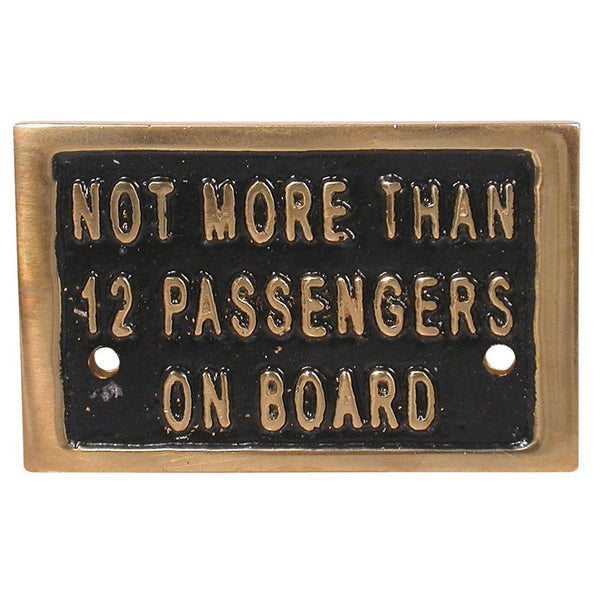 NOT MORE THAN
12 PASSENGERS
ON BOARD